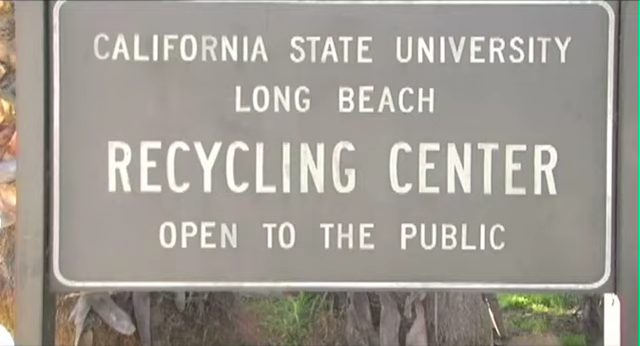 CALIFORNIA STATE UNIVERSITY
LONG BEACH
RECYCLING CENTER
OPEN TO THE PUBLIC